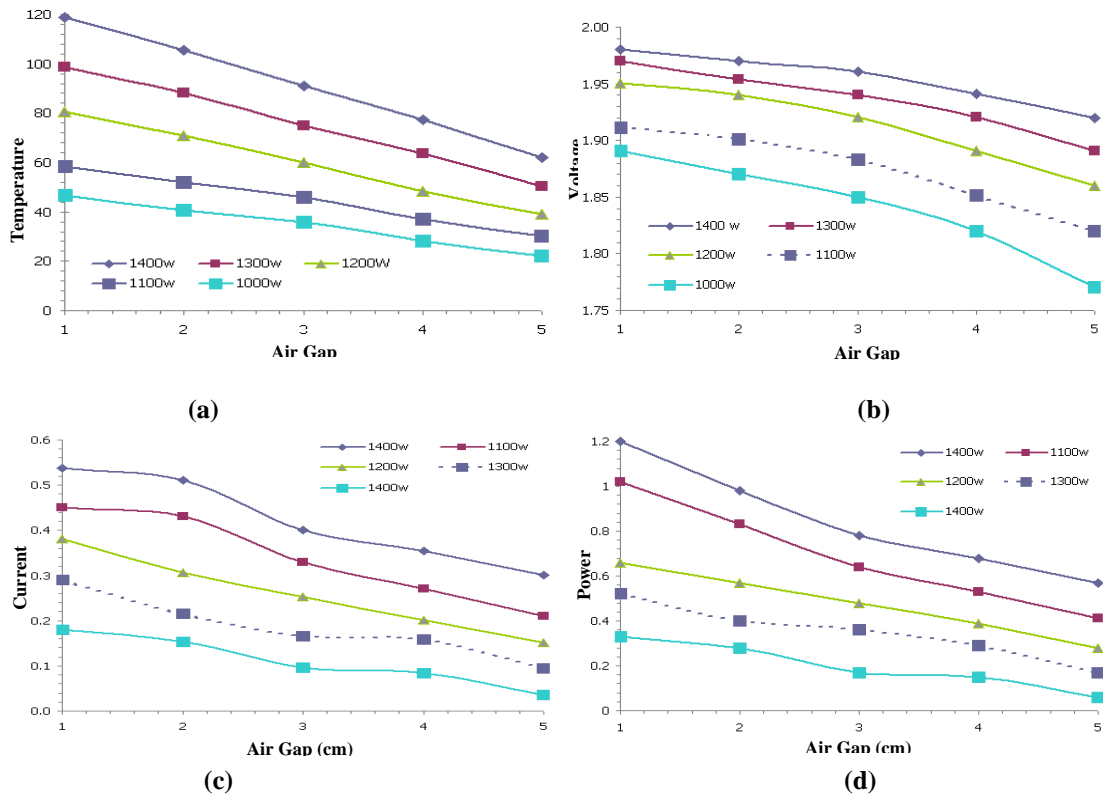 120
100
80
60
40
20
0
Temperature
1400w 1300w 1200W
1100w 1000w
1 2 3 4 5
Air Gap
(a)
2.00
1.95
1.90
1.85
1.80
1.75
Voltage
1400 w 1300w
1200w 1100w
1000w
1 2 3 4 5
Air Gap
(b)
0.6
0.5
0.4
0.3
0.2
0.1
0.0
Current
1400w 1100w
1200w 1300w
1400w
1 2 3 4 5
Air Gap (cm)
(c)
1.2
1
0.8
0.6
0.4
0.2
0
Power
1400w 1100w
1200w 1300w
1400w
1 2 3 4 5
Air Gap (cm)
(d)